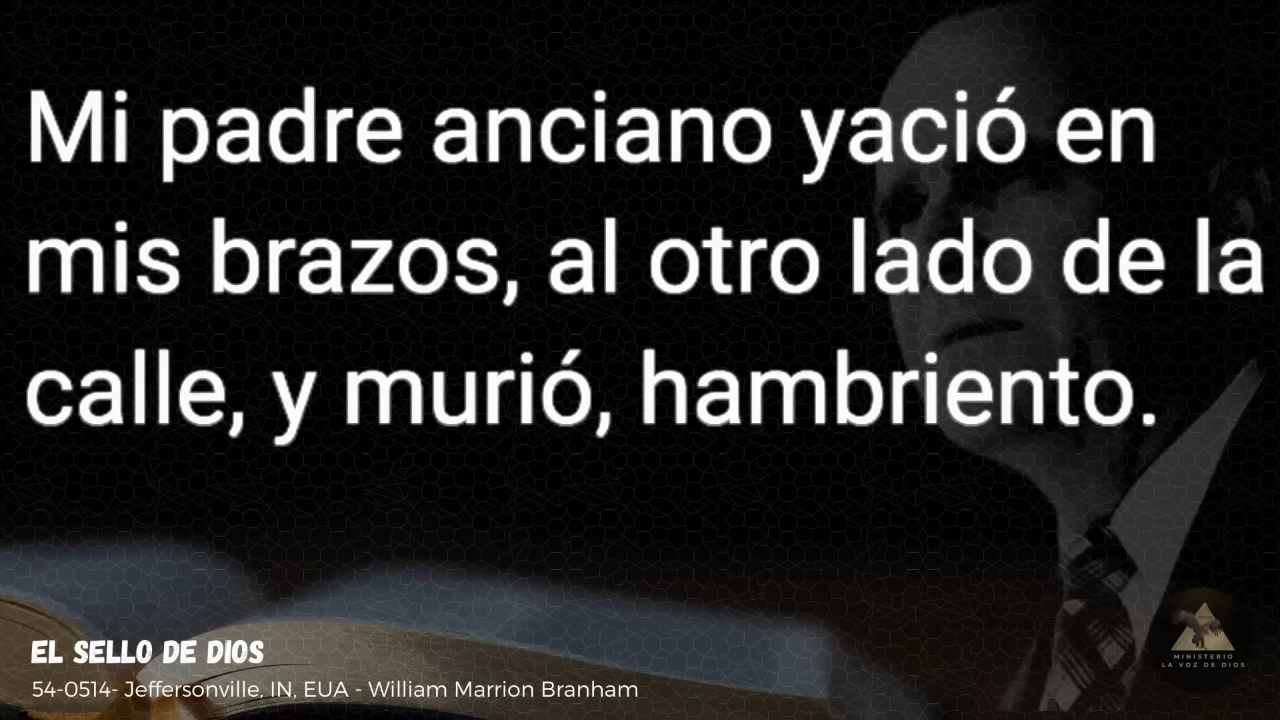 Mi padre anciano yació en
mis brazos, al otro lado de la
calle, y murió, hambriento.
EL SELLO DE DIOS
54-0514- Jeffersonville, IN, EUA - William Marrion Branham
MINISTERIO
LA VOZ DE DIOS